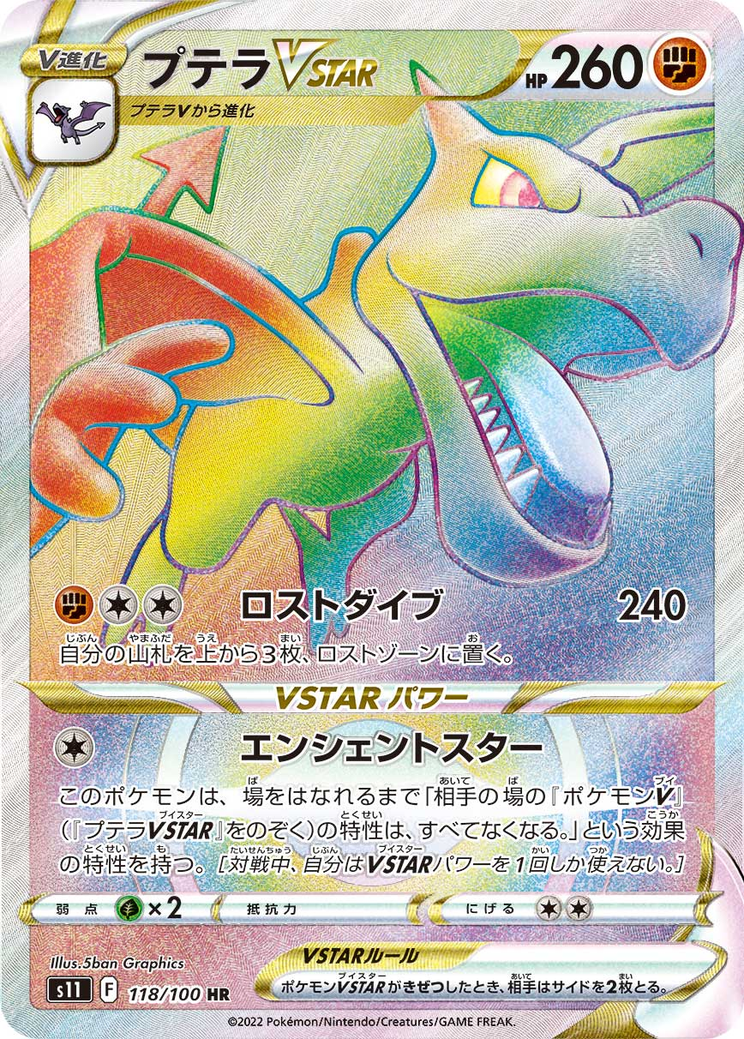 V進化
プテラVSTAR
HP 260
プテラVから進化
ロストダイブ 240
自分の山札を上から3枚、ロストゾーンに置く。
VSTARパワー
エンシェントスター
このポケモンは、場をはなれるまで「相手の場の『ポケモンV』
(『プテラVSTAR』をのぞく)の特性は、すべてなくなる。」という効果
の特性を持つ。[対戦中、自分はVSTARパワーを1回しか使えない。]
弱点 ×2 抵抗力 にげる
Illus.5ban Graphics
VSTARルール
ポケモンVSTARがきぜつしたとき、相手はサイドを2枚とる。
s11 F 118/100 HR
©2022 Pokémon/Nintendo/Creatures/GAME FREAK.